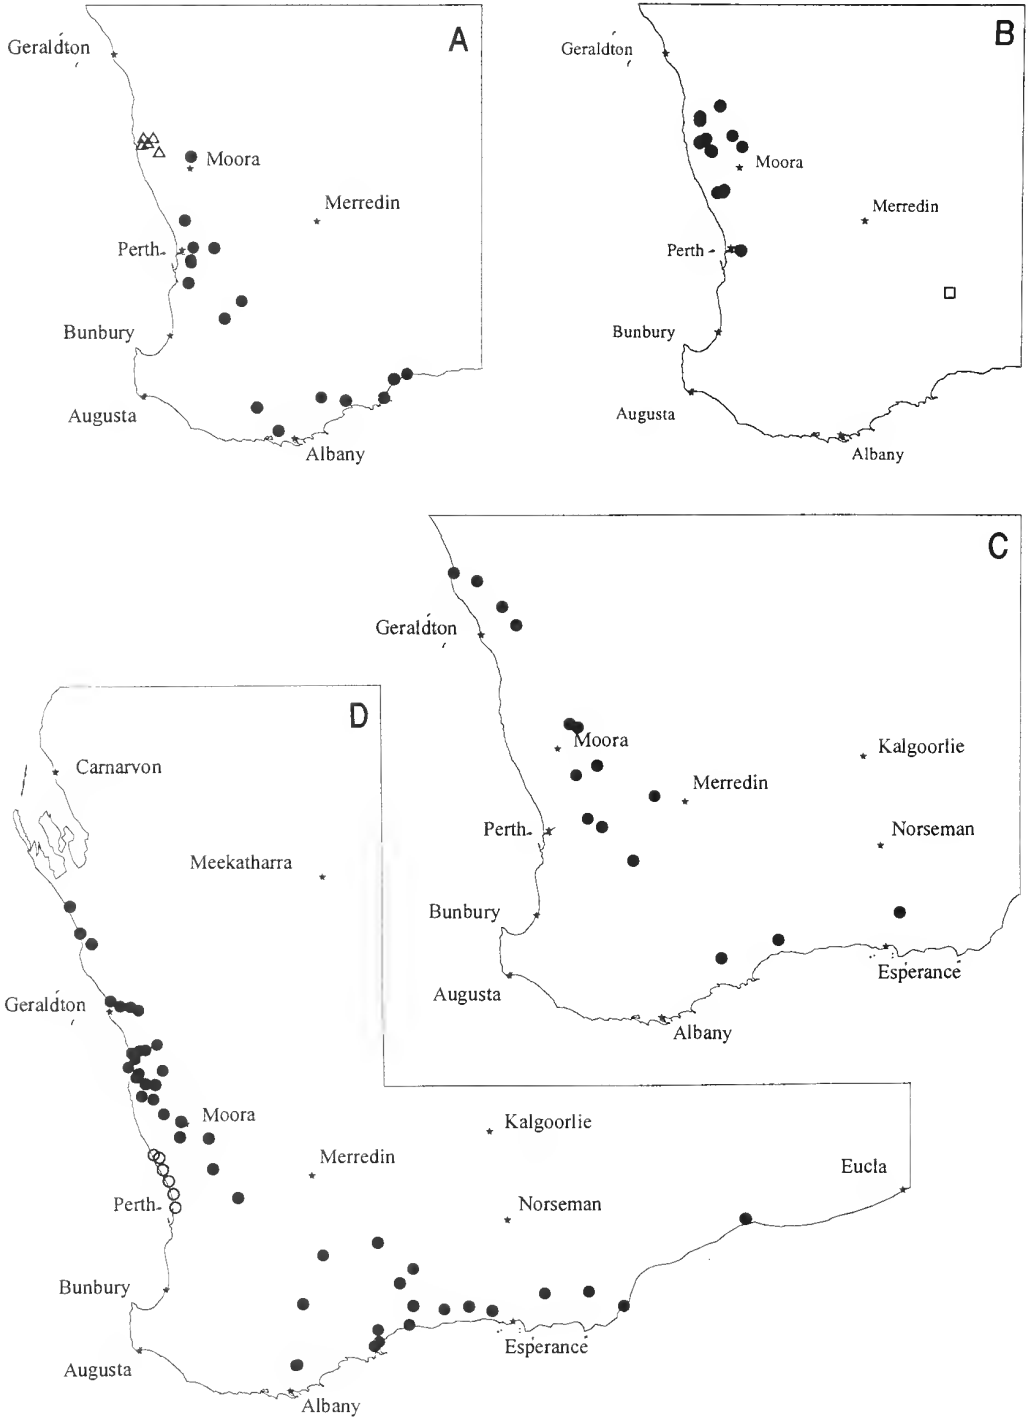 A
Geraldton
Moora
Merredin
Perth
Bunbury
Augusta
Albany
B
Geraldton
Moora
Merredin
Perth
Bunbury
Augusta
Albany
C
Geraldton
Moora
Kalgoorlie
Merredin
Perth
Norseman
Bunbury
Esperance
Augusta
Albany
D
Carnarvon
Meekatharra
Geraldton
Moora
Kalgoorlie
Merredin
Eucla
Perth
Norseman
Bunbury
Esperance
Augusta
Albany